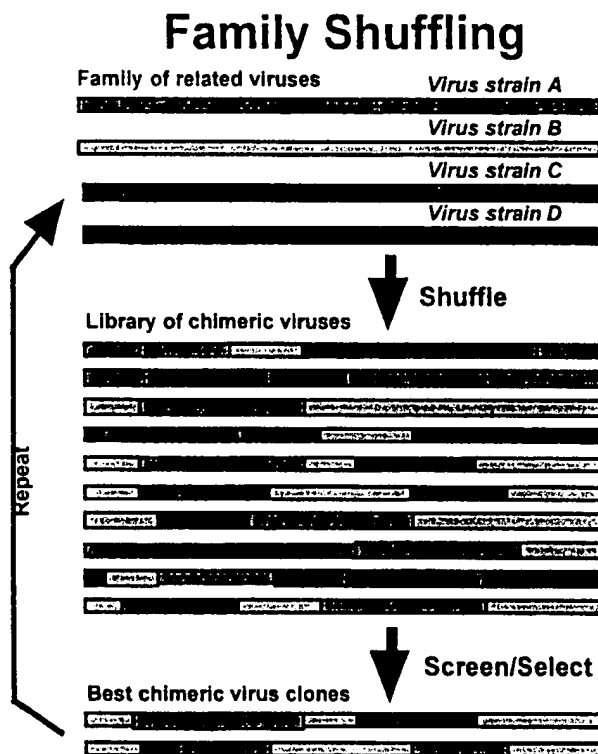 Family Shuffling
Family of related viruses
Virus strain A
Virus strain B
Virus strain C
Virus strain D
Shuffle
Library of chimeric viruses
Repeat
Screen/Select
Best chimeric virus clones